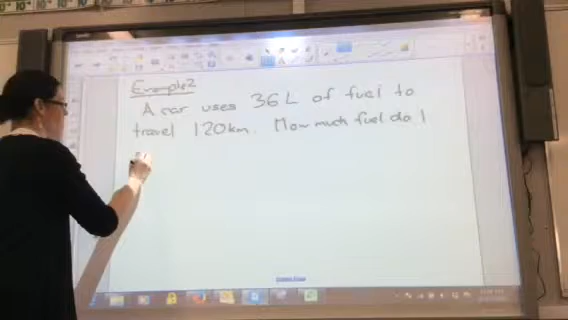 Example 2
A car uses 36 L of fuel to
travel 120km. How much fuel do I